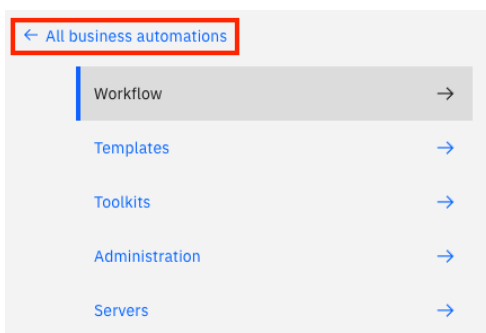 ← All business automations
Workflow →
Templates →
Toolkits →
Administration →
Servers →